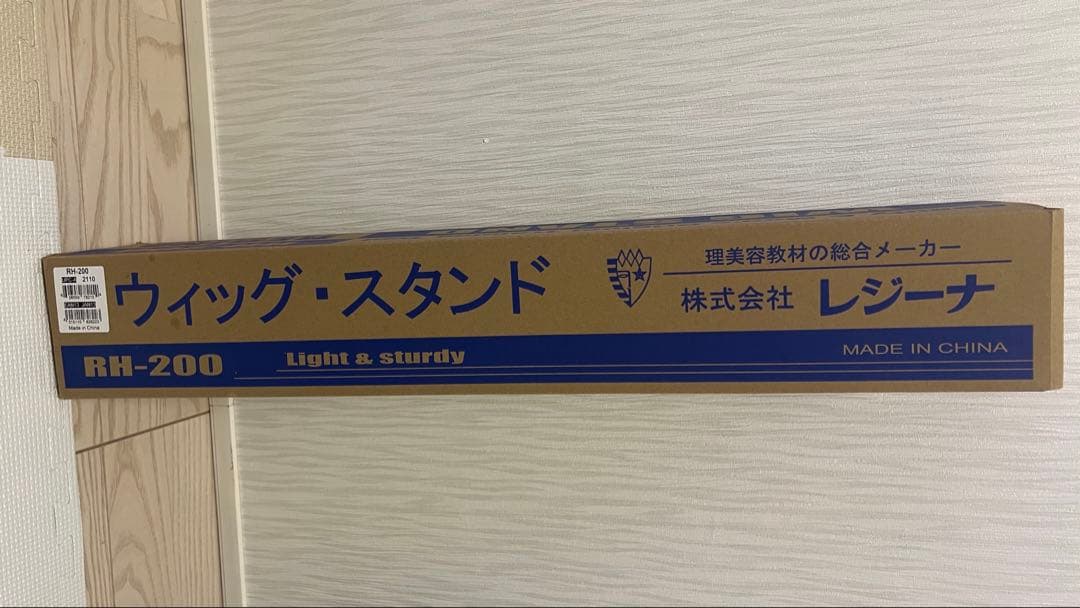 RH-200
2110
Made in China
ウィッグ・スタンド
理美容教材の総合メーカー
株式会社 レジーナ
RH-200
Light & sturdy
MADE IN CHINA